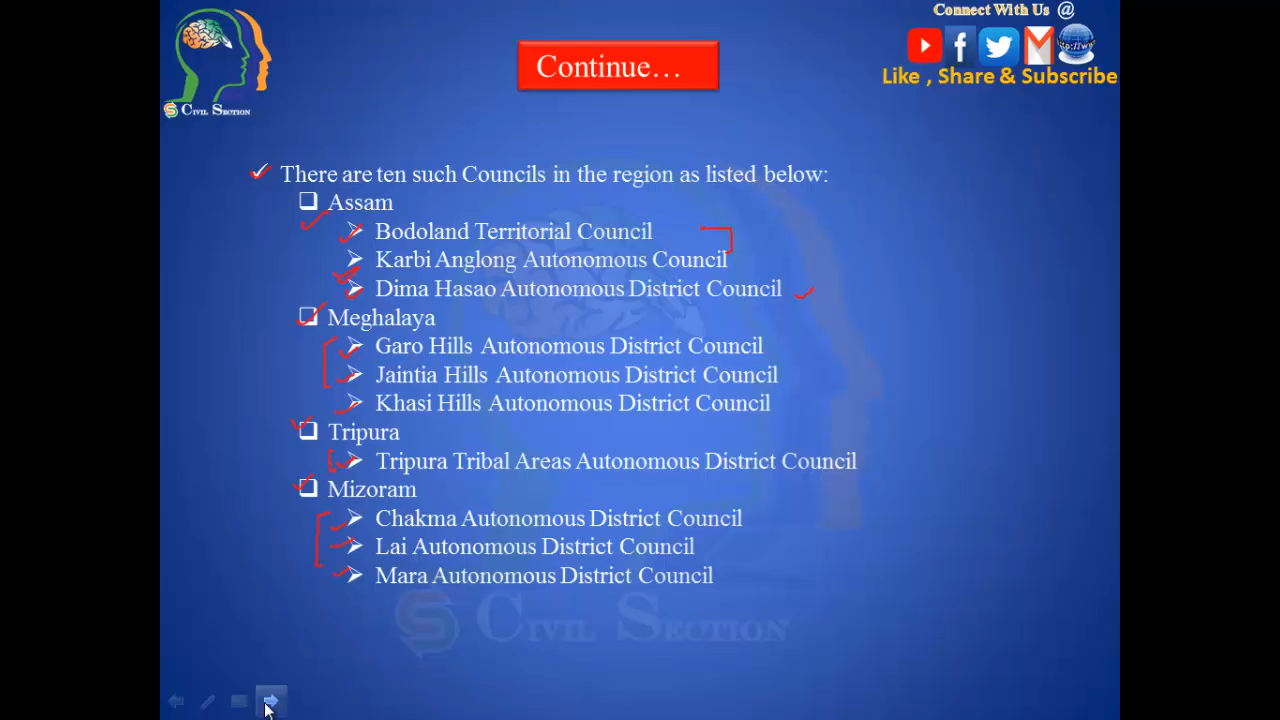 Connect With Us @
Continue…
http://ww
Like , Share & Subscribe
S CIVIL SECTION
There are ten such Councils in the region as listed below:
Assam
Bodoland Territorial Council
Karbi Anglong Autonomous Council
Dima Hasao Autonomous District Council
Meghalaya
Garo Hills Autonomous District Council
Jaintia Hills Autonomous District Council
Khasi Hills Autonomous District Council
Tripura
Tripura Tribal Areas Autonomous District Council
Mizoram
Chakma Autonomous District Council
Lai Autonomous District Council
Mara Autonomous District Council
S CIVIL SECTION